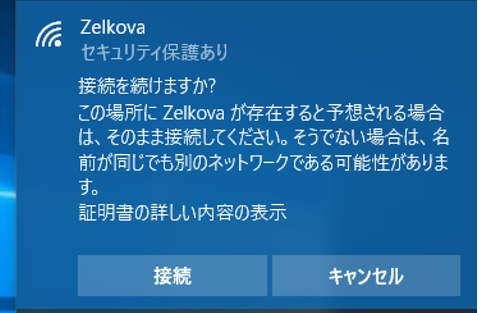 Zelkova
セキュリティ保護あり
接続を続けますか?
この場所に Zelkova が存在すると予想される場合
は、そのまま接続してください。そうでない場合は、名
前が同じでも別のネットワークである可能性がありま
す。
証明書の詳しい内容の表示
接続 キャンセル